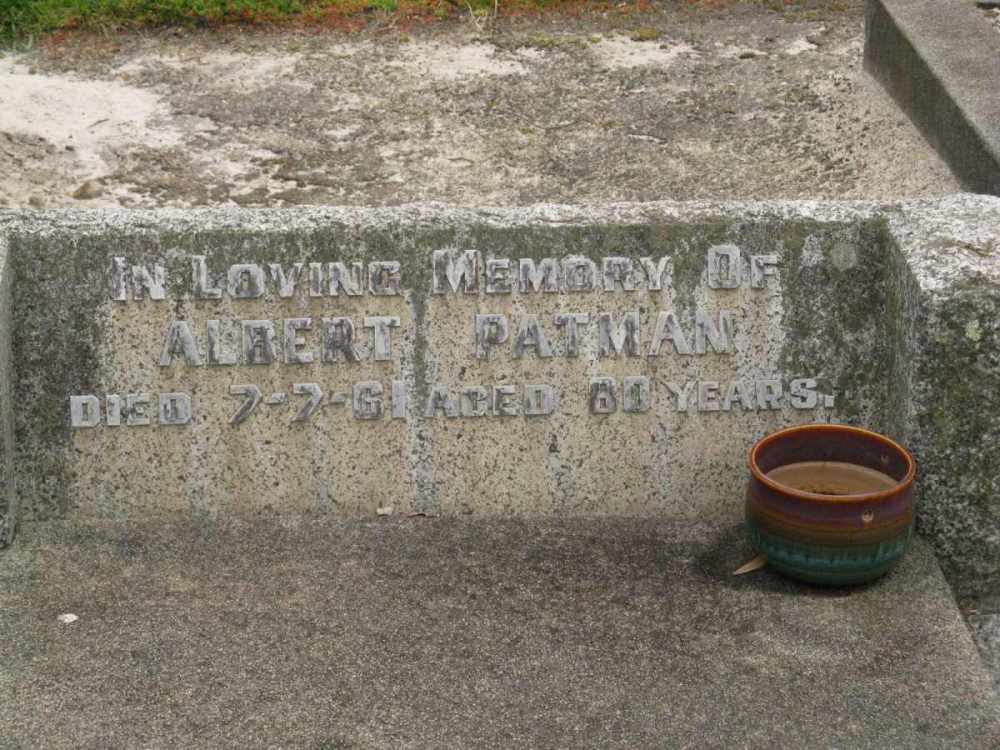 In Loving Memory Of
ALBERT PATMAN
DIED 7-7-61 AGED 80 YEARS.